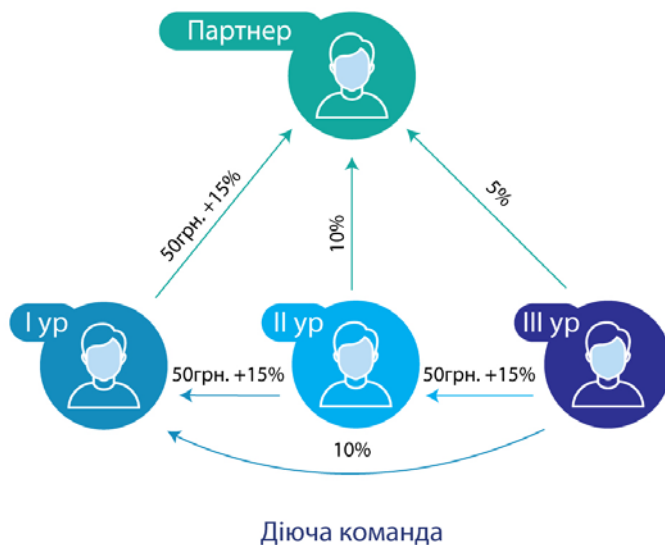 Партнер
50грн. +15%
10%
5%
I ур
II ур
III ур
50грн. +15%
50грн. +15%
10%
Діюча команда